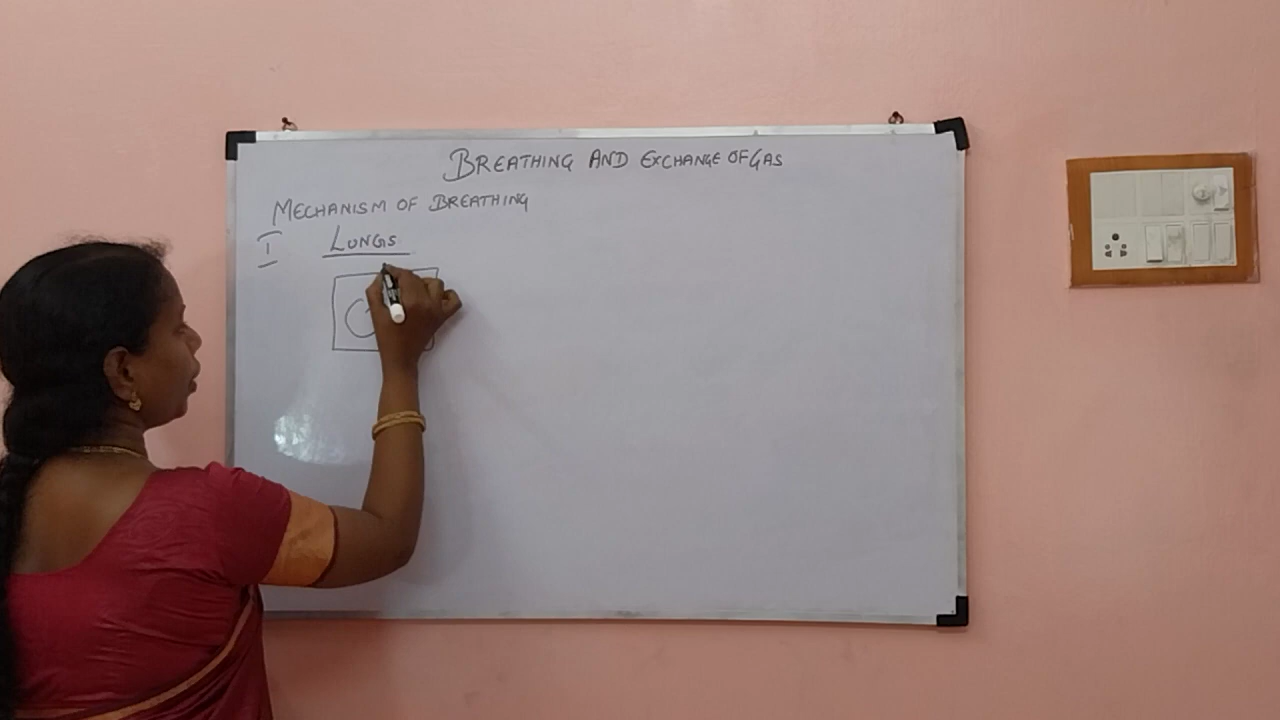 BREATHING AND EXCHANGE OF GAS
MECHANISM OF BREATHING
I LUNGS